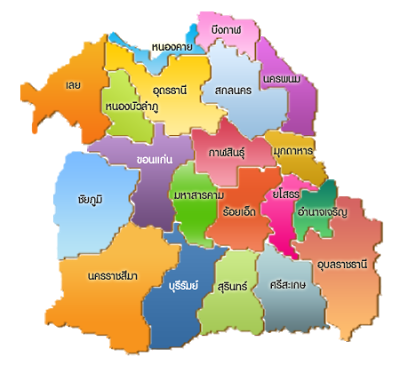 บึงกาฬ
หนองคาย
เลย
อุดรธานี
สกลนคร
นครพนม
หนองบัวลำภู
ขอนแก่น
กาฬสินธุ์
มุกดาหาร
ชัยภูมิ
มหาสารคาม
ร้อยเอ็ด
ยโสธร
อำนาจเจริญ
นครราชสีมา
บุรีรัมย์
สุรินทร์
ศรีสะเกษ
อุบลราชธานี